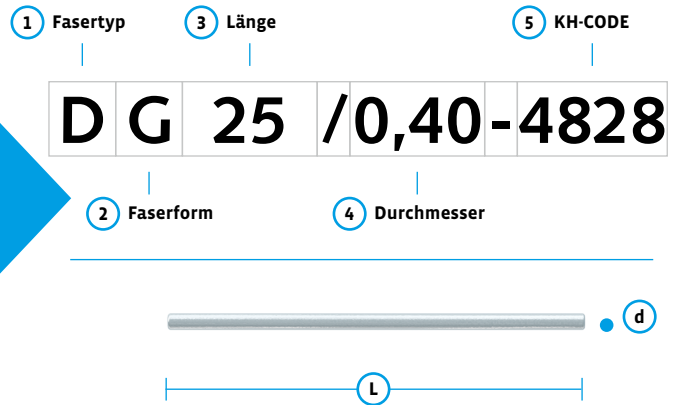 1 Fasertyp 3 Länge 5 KH-CODE
D G 25 /0,40-4828
2 Faserform 4 Durchmesser
d
L